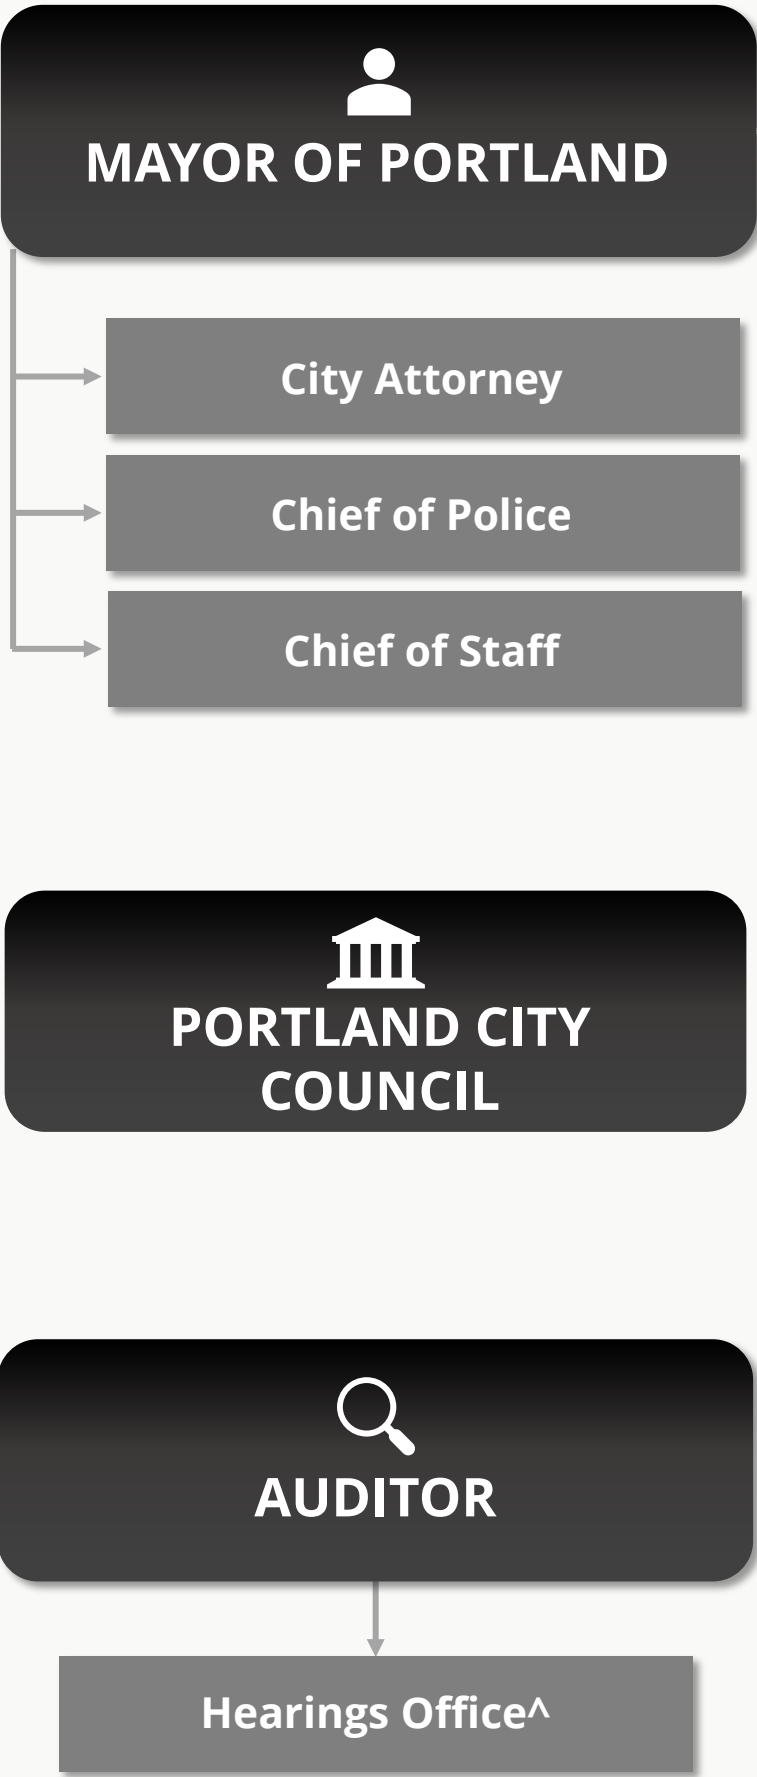 MAYOR OF PORTLAND
City Attorney
Chief of Police
Chief of Staff
PORTLAND CITY
COUNCIL
AUDITOR
Hearings Office^